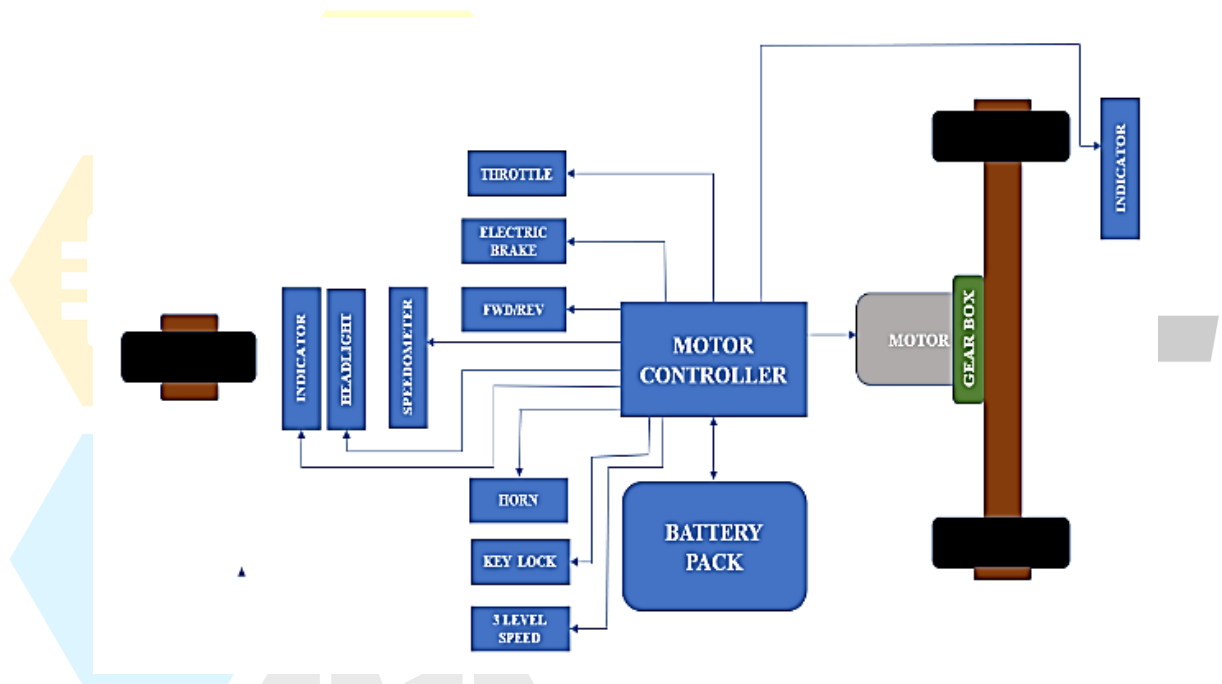 THROTTLE
ELECTRIC
BRAKE
FWD/REV
INDICATOR
HEADLIGHT
SPEEDOMETER
MOTOR
CONTROLLER
MOTOR
GEAR BOX
INDICATOR
HORN
KEY LOCK
3 LEVEL
SPEED
BATTERY
PACK